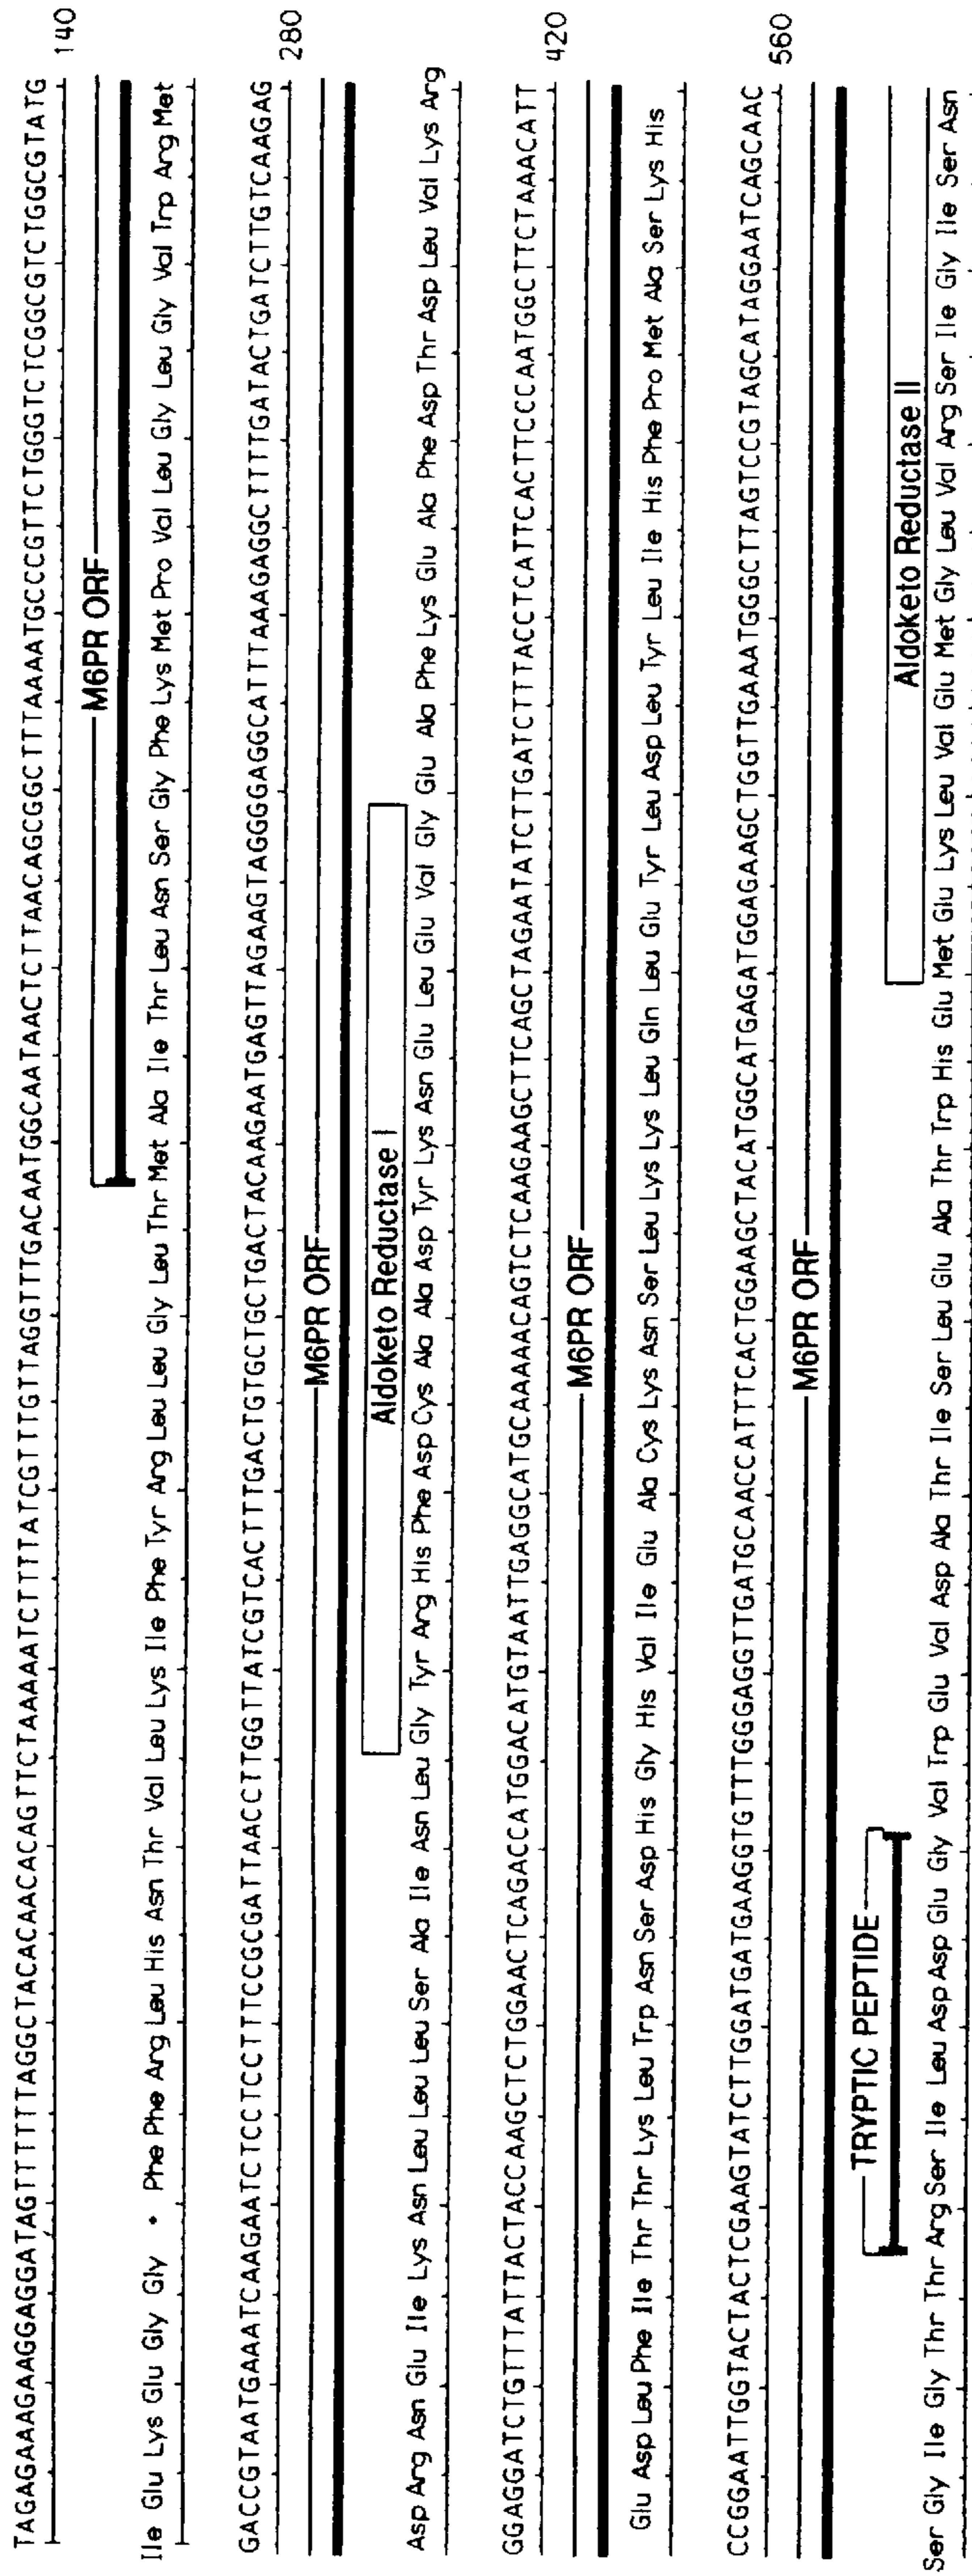 TAGAGAAAGAAGGAGGATAGTTTTTTAGGCTACACAACACAGTTCTAAAAATCTTTTATCGTTTGTTAGGTTTGACAATGGCAATAACTCTTAACAGCGGCTTTAAAATGCCCGTTCTGGGTCTCGGCGTCTGGCGTATG 140
M6PR ORF
Ile Glu Lys Glu Gly Gly • Phe Phe Arg Leu His Asn Thr Val Leu Lys Ile Phe Tyr Arg Leu Leu Gly Leu Thr Met Ala Ile Thr Leu Asn Ser Gly Phe Lys Met Pro Val Leu Gly Leu Gly Val Trp Arg Met
GACCGTAATGAAATCAAGAATCTCCTCCTTTCCGCGATTAACCTTGGTTATCGTCACTTTGACTGTGCTGCTGACTACAAGAATGAGTTAGAAGTAGGGGAGGCATTTAAAGAGGCTTTTGATACTGATCTTGTCAAGAG 280
M6PR ORF
Aldoketo Reductase I
Asp Arg Asn Glu Ile Lys Asn Leu Leu Leu Ser Ala Ile Asn Leu Gly Tyr Arg His Phe Asp Cys Ala Ala Asp Tyr Lys Asn Glu Leu Glu Val Gly Glu Ala Phe Lys Glu Ala Phe Asp Thr Asp Leu Val Lys Arg
GGAGGATCTGTTTATTACTACCAAGCTCTGGAACTCAGACCATGGACATGTAATTGAGGCATGCAAAAACAGTCTCAAGAAGCTTCAGCTAGAATATCTTGATCTTTACCTCATTCACTTCCCAATGGCTTCTAAACATT 420
M6PR ORF
Glu Asp Leu Phe Ile Thr Thr Lys Leu Trp Asn Ser Asp His Gly His Val Ile Glu Ala Cys Lys Asn Ser Leu Lys Lys Leu Gln Leu Glu Tyr Leu Asp Leu Tyr Leu Ile His Phe Pro Met Ala Ser Lys His
CCGGAATTGGTACTACTCGAAGTATCTTGGATGATGAAGGTGTTTGGGAGGTTGATGCAACCATTTCACTGGAAGCTACATGGCATGAGATGGAGAAGCTGGTTGAAATGGGCTTAGTCCGTAGCATAGGAATCAGCAAC 560
M6PR ORF
TRYPTIC PEPTIDE
Aldoketo Reductase II
Ser Gly Ile Gly Thr Thr Arg Ser Ile Leu Asp Asp Glu Gly Val Trp Glu Val Asp Ala Thr Ile Ser Leu Glu Ala Thr Trp His Glu Met Glu Lys Leu Val Glu Met Gly Leu Val Arg Ser Ile Gly Ile Ser Asn